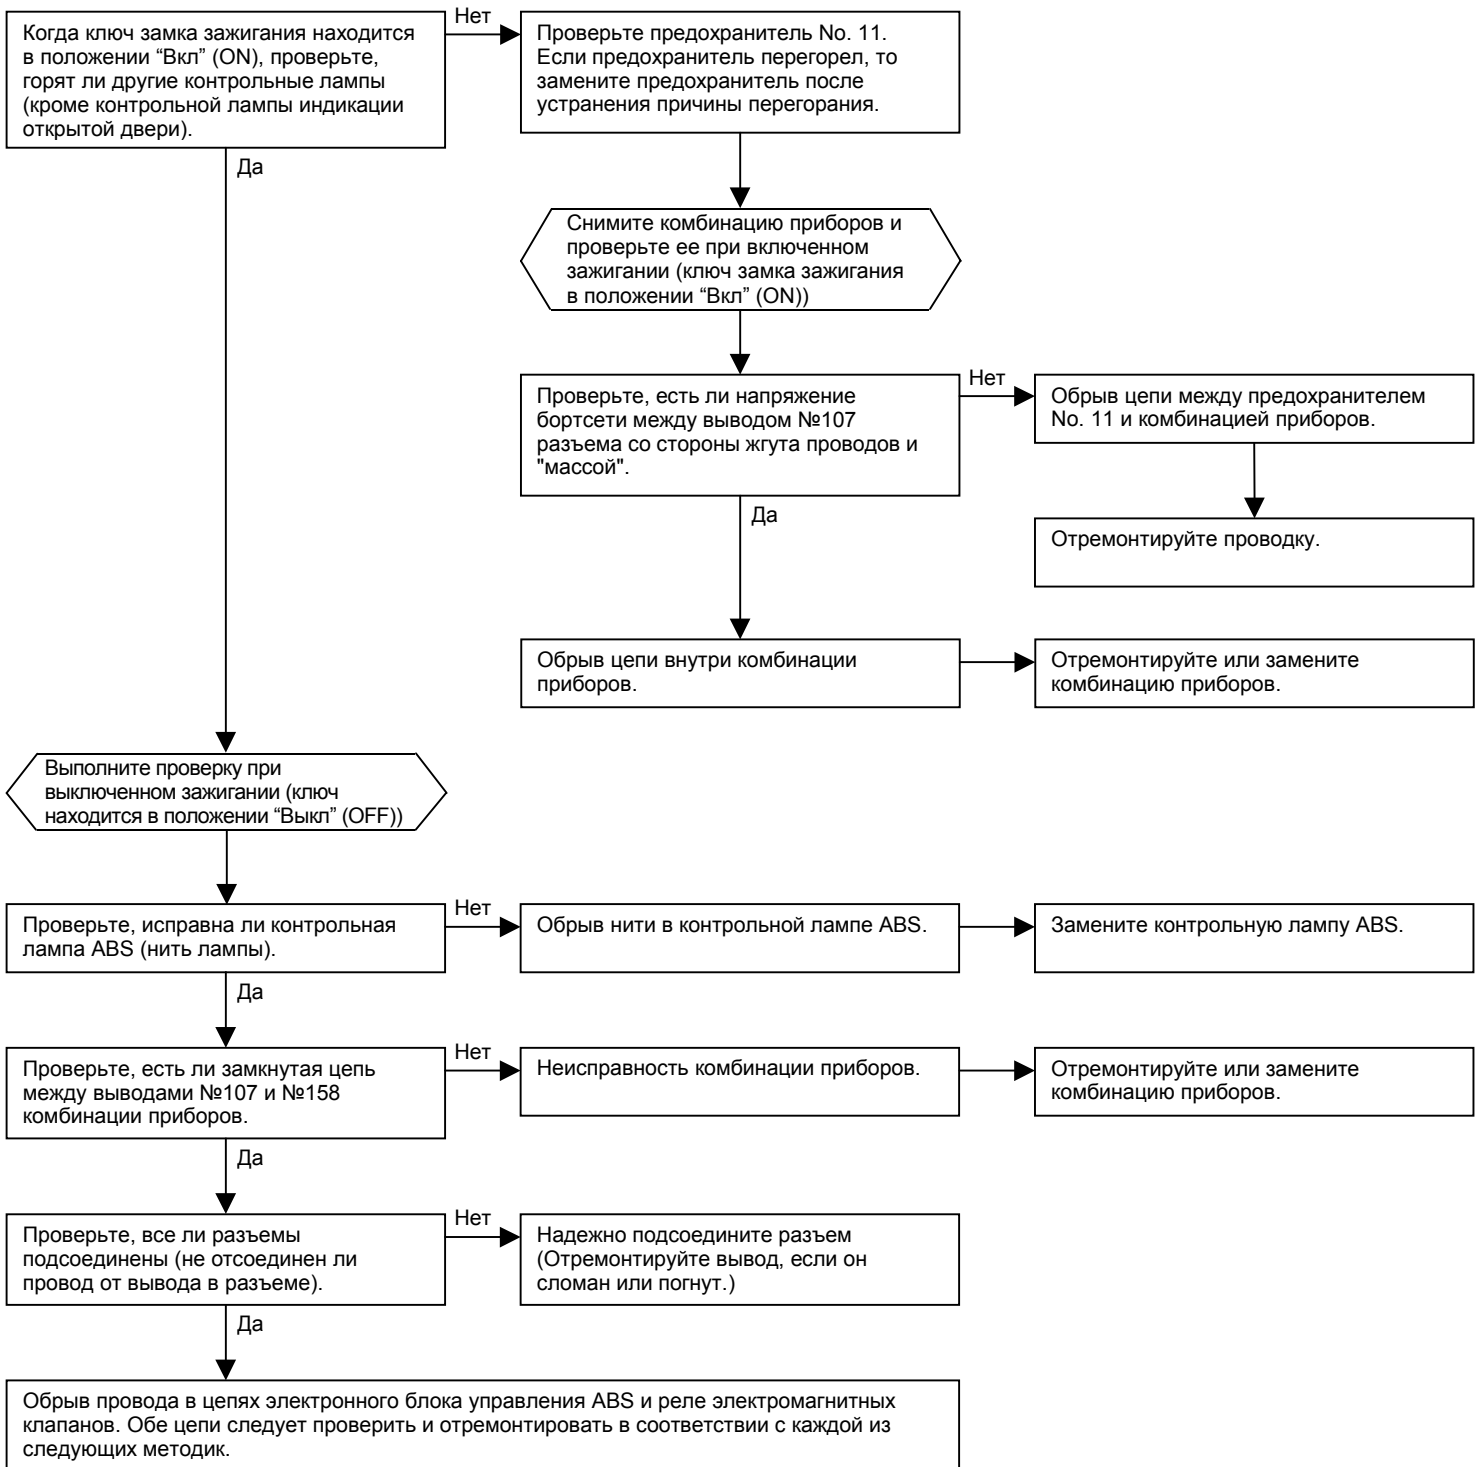 Когда ключ замка зажигания находится
в положении “Вкл” (ON), проверьте,
горят ли другие контрольные лампы
(кроме контрольной лампы индикации
открытой двери).
Нет
Проверьте предохранитель No. 11.
Если предохранитель перегорел, то
замените предохранитель после
устранения причины перегорания.
Да
Снимите комбинацию приборов и
проверьте ее при включенном
зажигании (ключ замка зажигания
в положении “Вкл” (ON))
Проверьте, есть ли напряжение
бортсети между выводом №107
разъема со стороны жгута проводов и
"массой".
Нет
Обрыв цепи между предохранителем
No. 11 и комбинацией приборов.
Да
Отремонтируйте проводку.
Обрыв цепи внутри комбинации
приборов.
Отремонтируйте или замените
комбинацию приборов.
Выполните проверку при
выключенном зажигании (ключ
находится в положении “Выкл” (OFF))
Проверьте, исправна ли контрольная
лампа ABS (нить лампы).
Нет
Обрыв нити в контрольной лампе ABS.
Замените контрольную лампу ABS.
Да
Проверьте, есть ли замкнутая цепь
между выводами №107 и №158
комбинации приборов.
Нет
Неисправность комбинации приборов.
Отремонтируйте или замените
комбинацию приборов.
Да
Проверьте, все ли разъемы
подсоединены (не отсоединен ли
провод от вывода в разъеме).
Нет
Надежно подсоедините разъем
(Отремонтируйте вывод, если он
сломан или погнут.)
Да
Обрыв провода в цепях электронного блока управления ABS и реле электромагнитных
клапанов. Обе цепи следует проверить и отремонтировать в соответствии с каждой из
следующих методик.